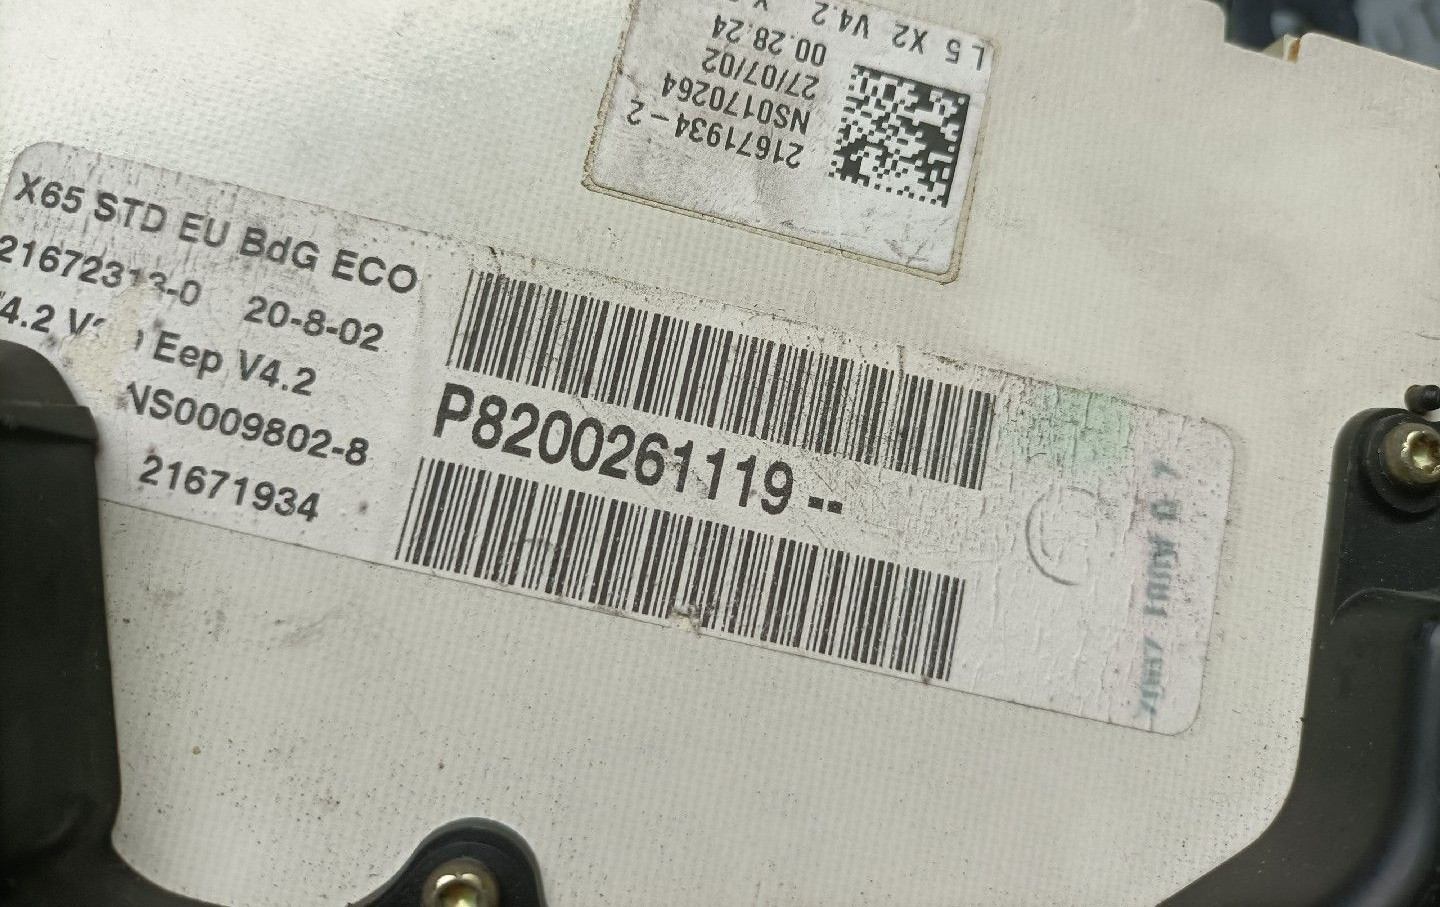 L5 X2 V4.2
00.28.24
27/07/02
NS0170264
21671934-2
X65 STD EU BdG ECO
20-8-02
Eep V4.2
NS0009802-8
21671934
P8200261119--